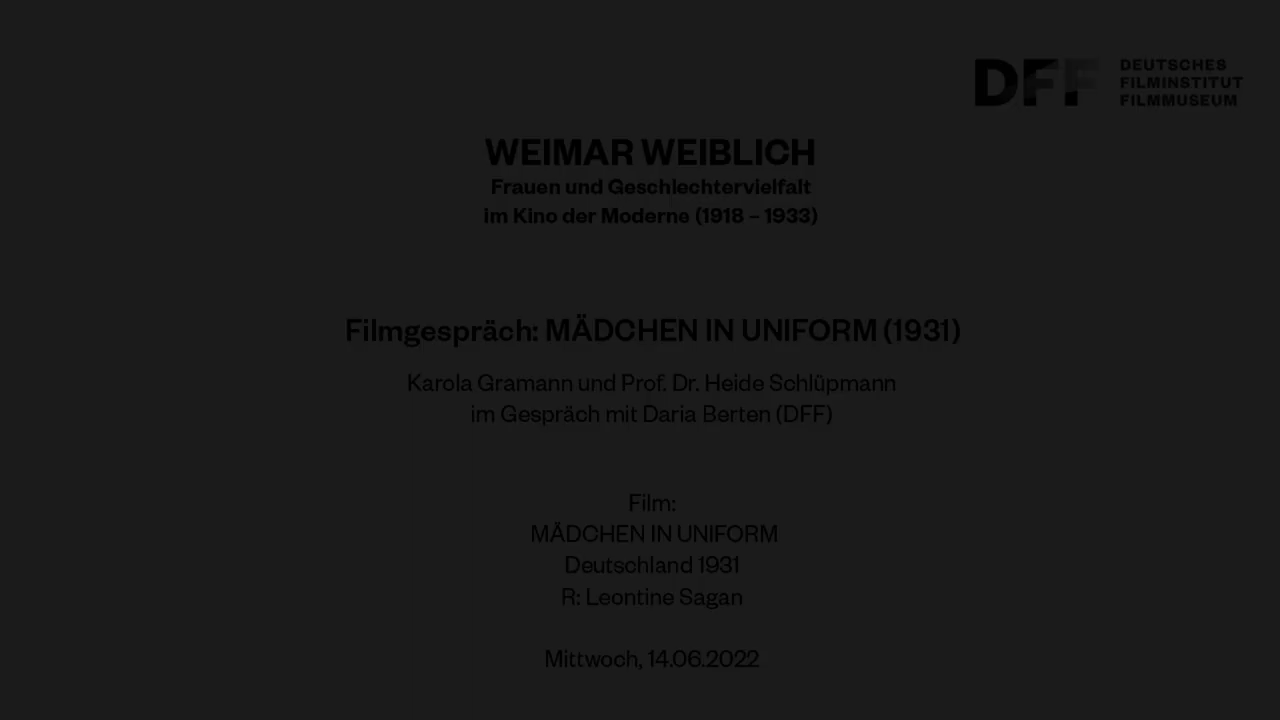 DFF
DEUTSCHES
FILMINSTITUT
FILMMUSEUM
WEIMAR WEIBLICH
Frauen und Geschlechtervielfalt
im Kino der Moderne (1918 – 1933)
Filmgespräch: MÄDCHEN IN UNIFORM (1931)
Karola Gramann und Prof. Dr. Heide Schlüpmann
im Gespräch mit Daria Berten (DFF)
Film:
MÄDCHEN IN UNIFORM
Deutschland 1931
R: Leontine Sagan
Mittwoch, 14.06.2022